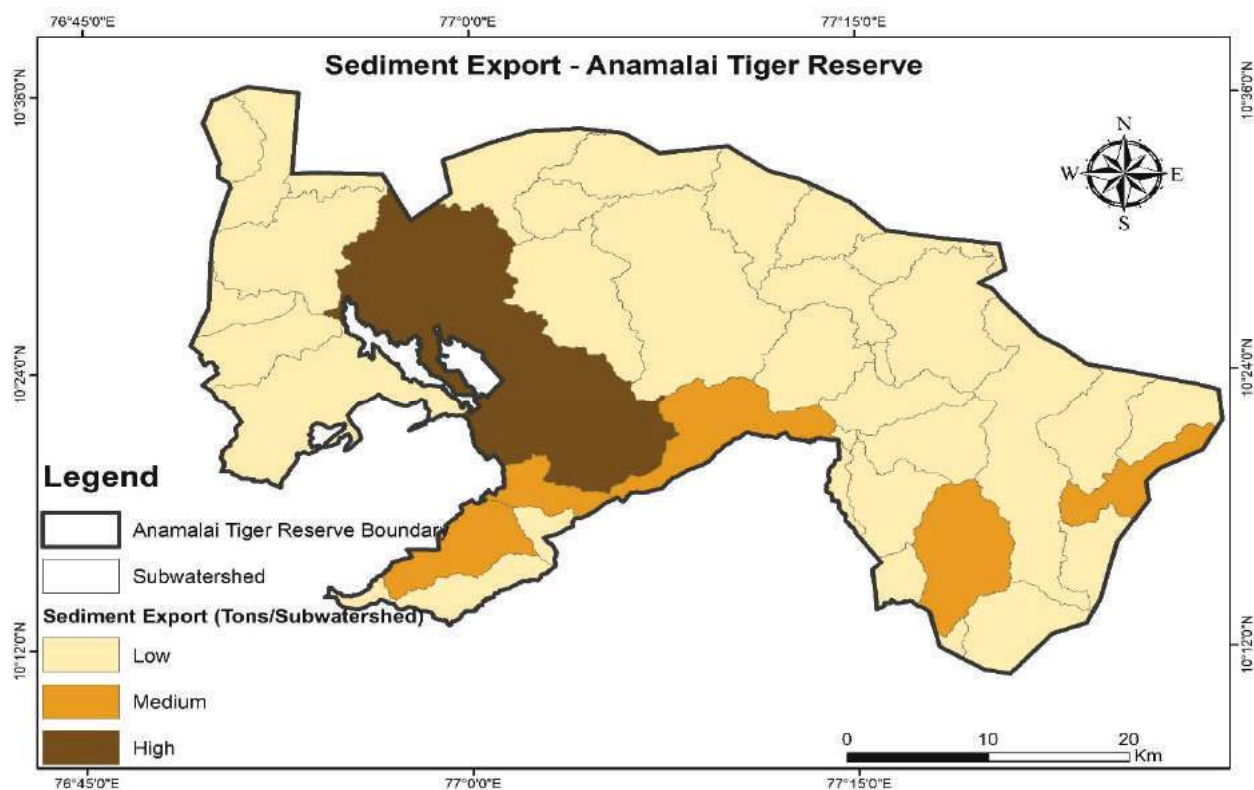 76°45'0"E 77°0'0"E 77°15'0"E
Sediment Export - Anamalai Tiger Reserve
10°36'0"N 10°36'0"N
N
W E
S
10°24'0"N 10°24'0"N
Legend
Anamalai Tiger Reserve Boundary
Subwatershed
Sediment Export (Tons/Subwatershed)
Low
10°12'0"N 10°12'0"N
Medium
High
0 10 20
Km
76°45'0"E 77°0'0"E 77°15'0"E